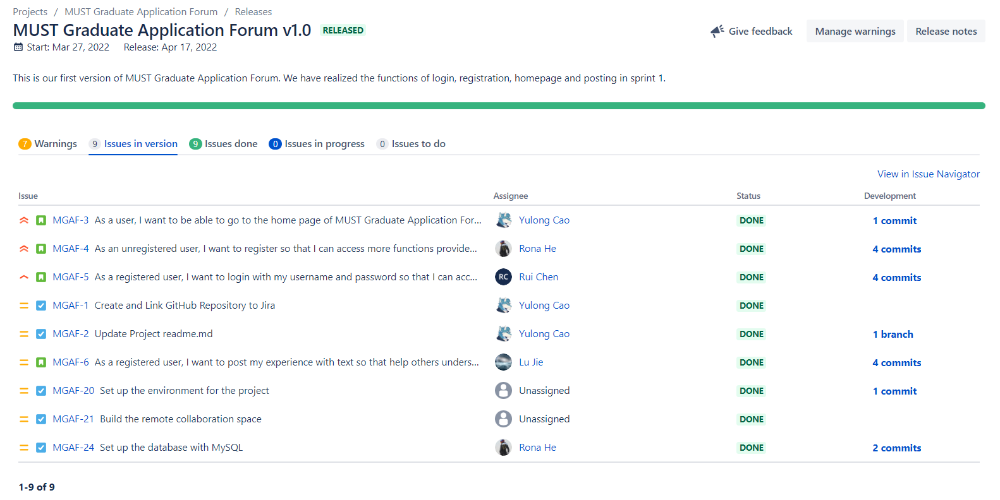 Projects / MUST Graduate Application Forum / Releases
MUST Graduate Application Forum v1.0 RELEASED
Give feedback Manage warnings Release notes
Start: Mar 27, 2022 Release: Apr 17, 2022
This is our first version of MUST Graduate Application Forum. We have realized the functions of login, registration, homepage and posting in sprint 1.
7 Warnings 9 Issues in version 9 Issues done 0 Issues in progress 0 Issues to do
View in Issue Navigator
Issue Assignee Status Development
MGAF-3 As a user, I want to be able to go to the home page of MUST Graduate Application For... Yulong Cao DONE 1 commit
MGAF-4 As an unregistered user, I want to register so that I can access more functions provide... Rona He DONE 4 commits
MGAF-5 As a registered user, I want to login with my username and password so that I can acc... RC Rui Chen DONE 4 commits
MGAF-1 Create and Link GitHub Repository to Jira Yulong Cao DONE
MGAF-2 Update Project readme.md Yulong Cao DONE 1 branch
MGAF-6 As a registered user, I want to post my experience with text so that help others unders... Lu Jie DONE 4 commits
MGAF-20 Set up the environment for the project Unassigned DONE 1 commit
MGAF-21 Build the remote collaboration space Unassigned DONE
MGAF-24 Set up the database with MySQL Rona He DONE 2 commits
1-9 of 9